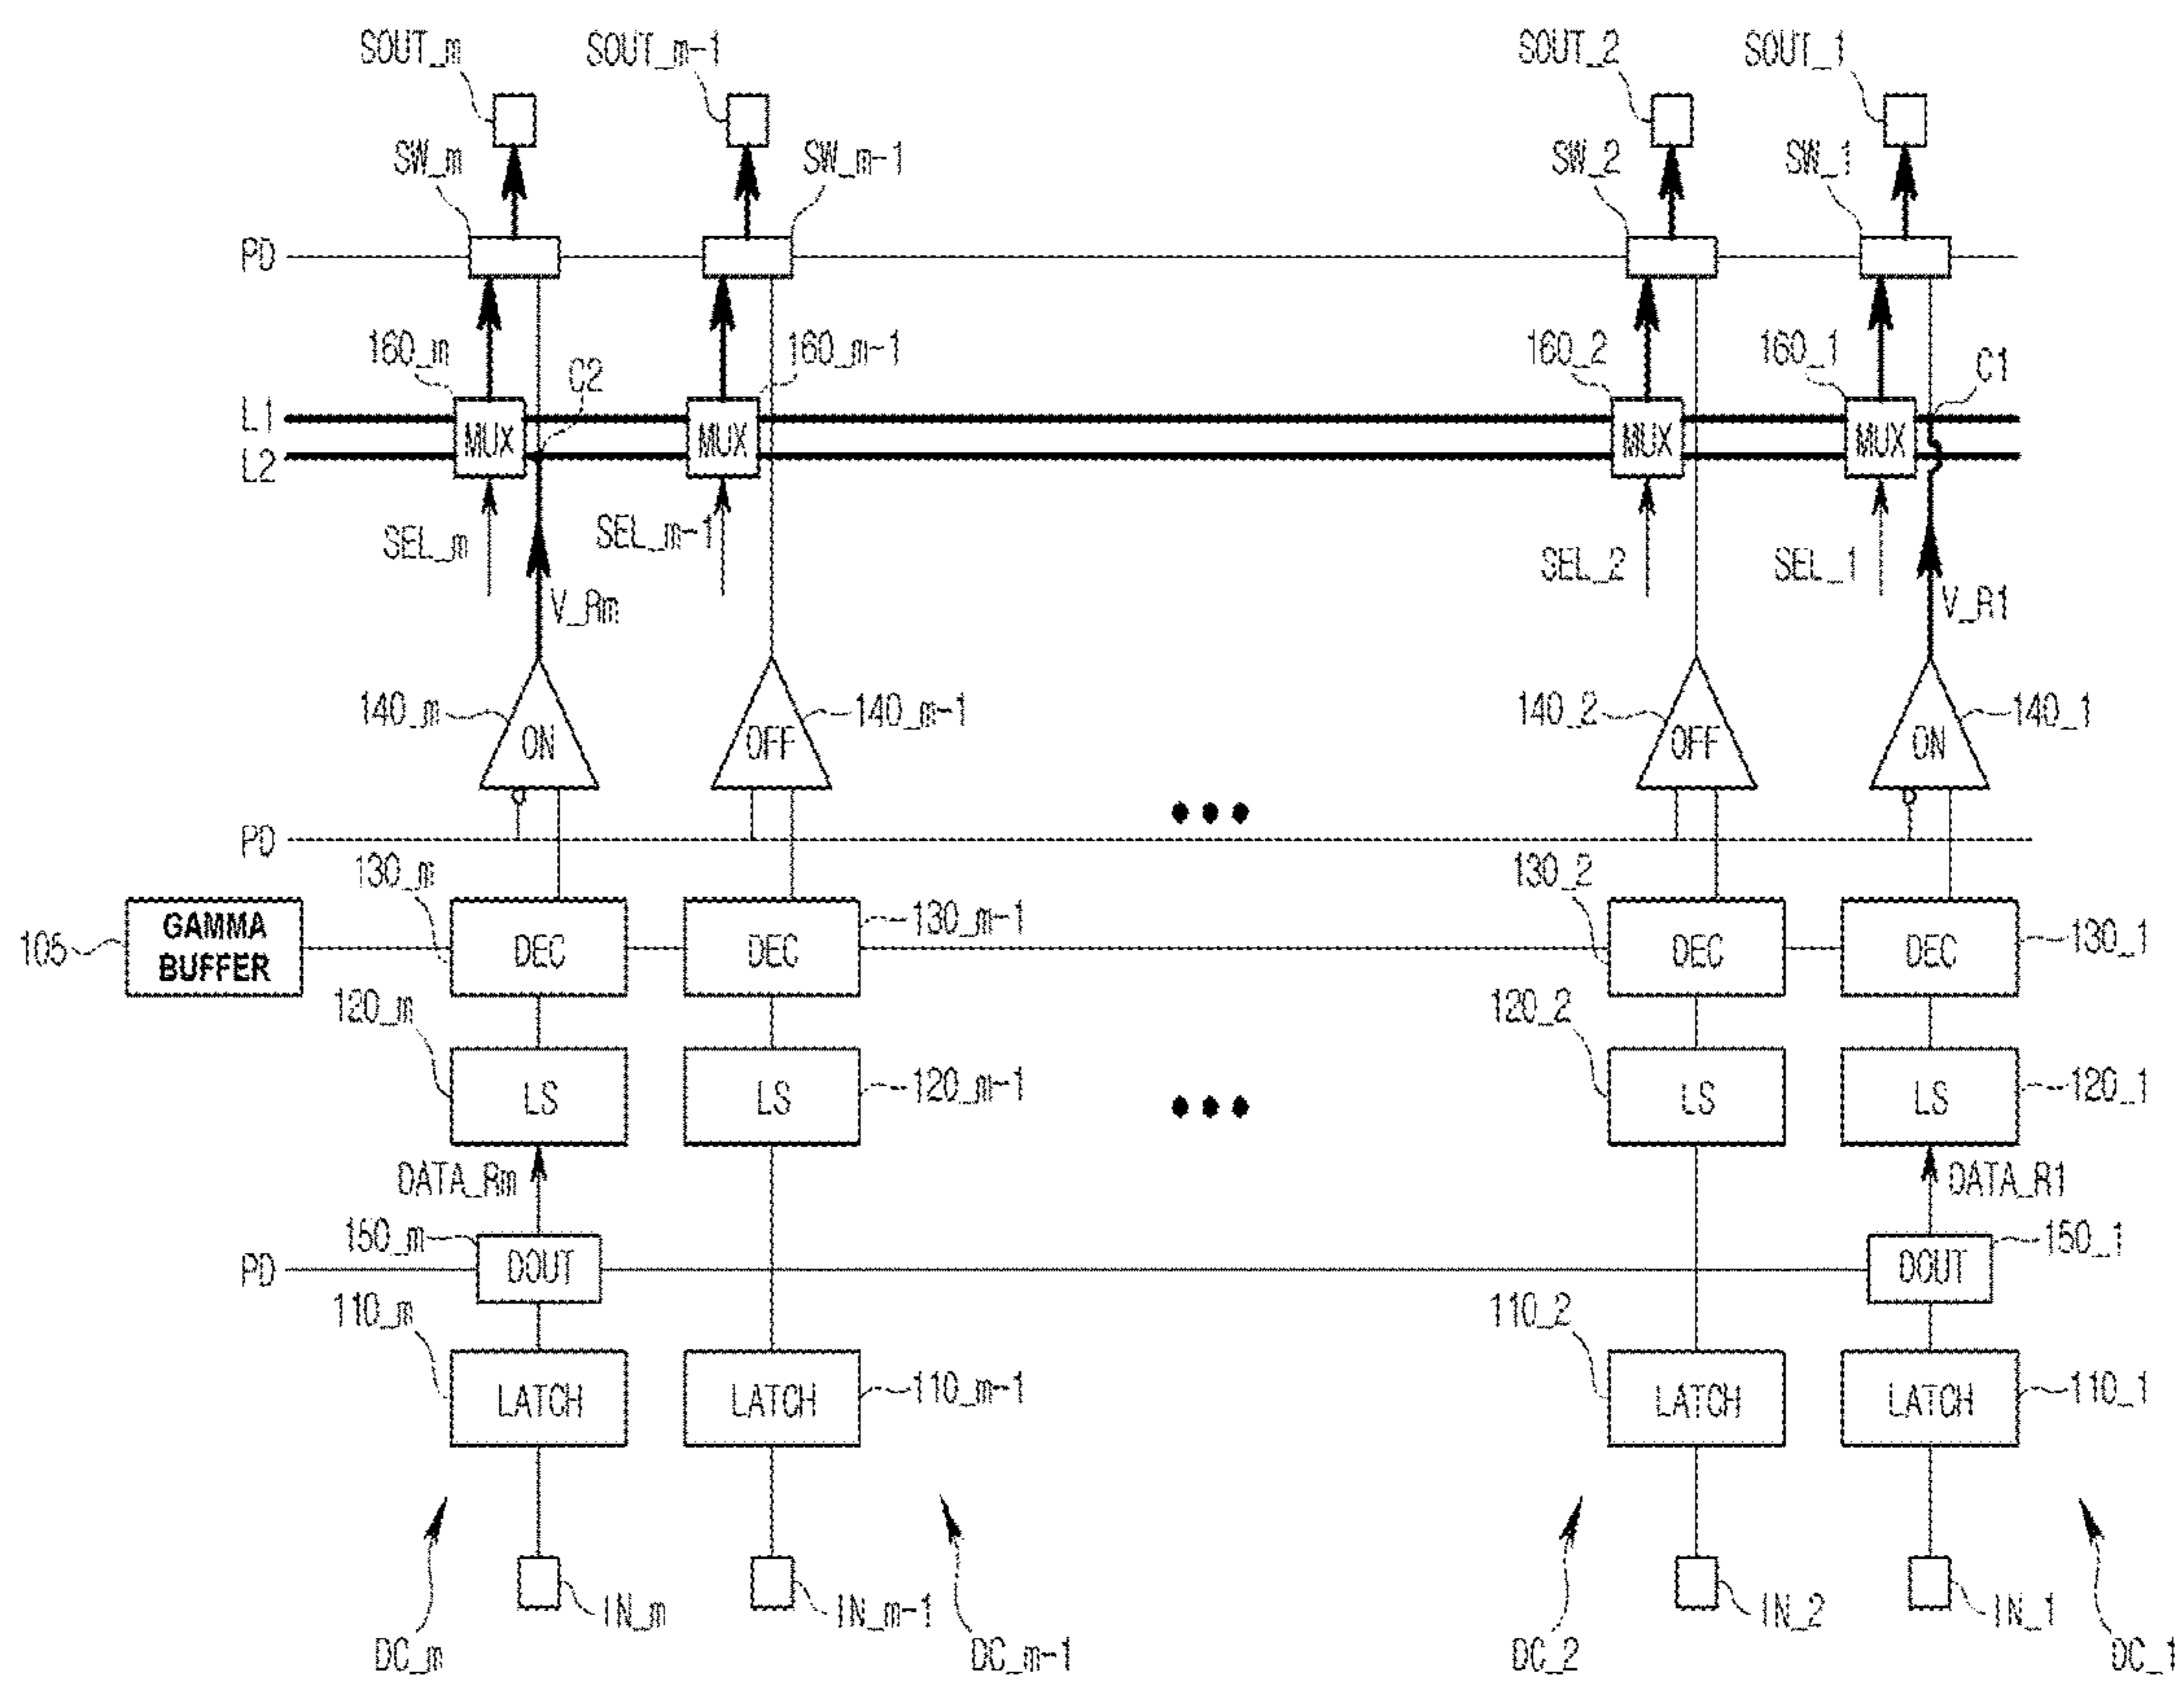 SOUT_m SOUT_m-1 SOUT_2 SOUT_1
SW_m SW_m-1 SW_2 SW_1
PD
160_m 160_m-1 160_2 160_1
C2 C1
L1
MUX MUX MUX MUX
L2
SEL_m SEL_m-1 SEL_2 SEL_1
V_Rm V_R1
140_m 140_m-1 140_2 140_1
ON OFF OFF ON
PD
130_m 130_m-1 130_2 130_1
105
GAMMA
BUFFER
DEC DEC DEC DEC
120_m 120_m-1 120_2 120_1
LS LS LS LS
DATA_Rm DATA_R1
150_m 150_1
PD
DOUT DOUT
110_m 110_m-1 110_2 110_1
LATCH LATCH LATCH LATCH
IN_m IN_m-1 IN_2 IN_1
DC_m DC_m-1 DC_2 DC_1